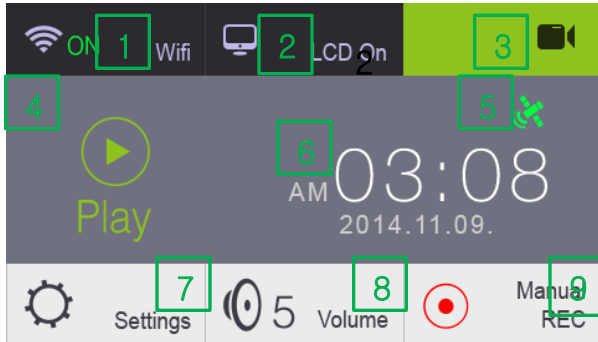 ON 1 Wifi 2 LCD On 3
2
4 5
6
AM 03:08
Play 2014.11.09.
7 8 9
Settings 5 Volume Manual
REC